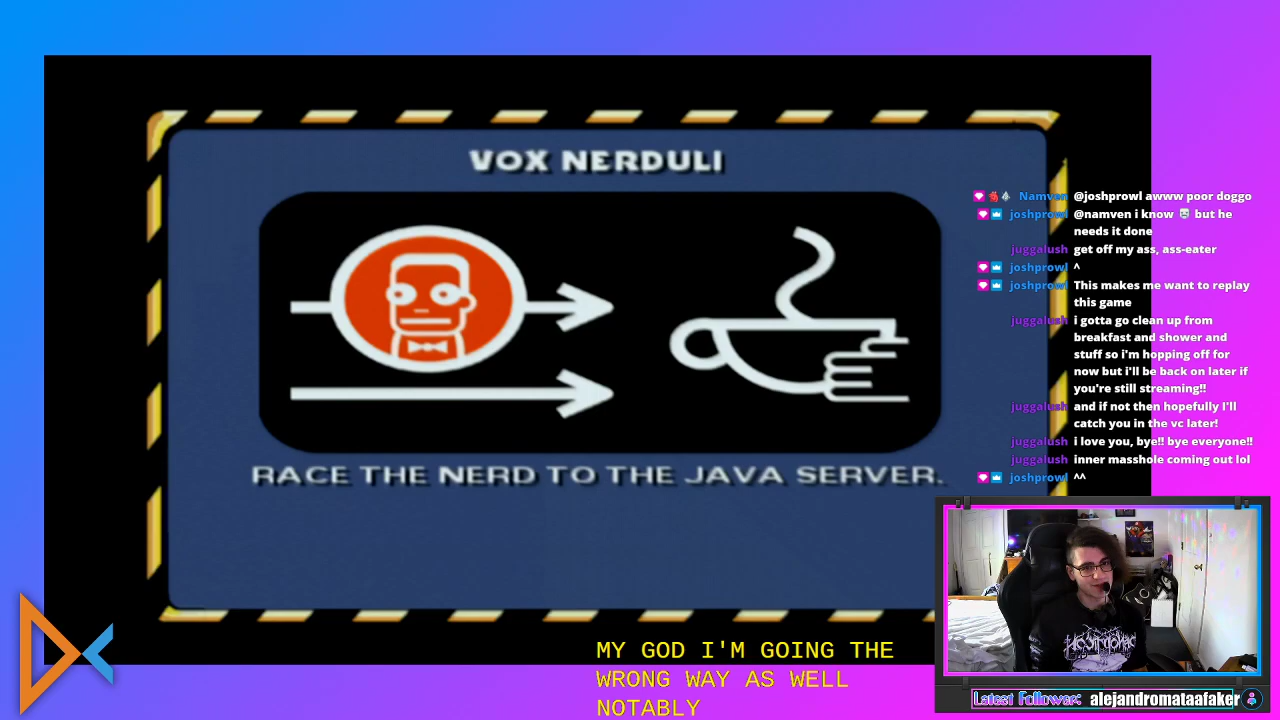 VOX NERDULI
RACE THE NERD TO THE JAVA SERVER.
Namven @joshprowl awww poor doggo
joshprowl @namven i know 😭 but he
needs it done
juggalush get off my ass, ass-eater
joshprowl ^
joshprowl This makes me want to replay
this game
juggalush i gotta go clean up from
breakfast and shower and
stuff so i'm hopping off for
now but i'll be back on later if
you're still streaming!!
juggalush and if not then hopefully I'll
catch you in the vc later!
juggalush i love you, bye!! bye everyone!!
juggalush inner masshole coming out lol
joshprowl ^^
MY GOD I'M GOING THE
WRONG WAY AS WELL
NOTABLY
Latest Follower: alejandromataafaker